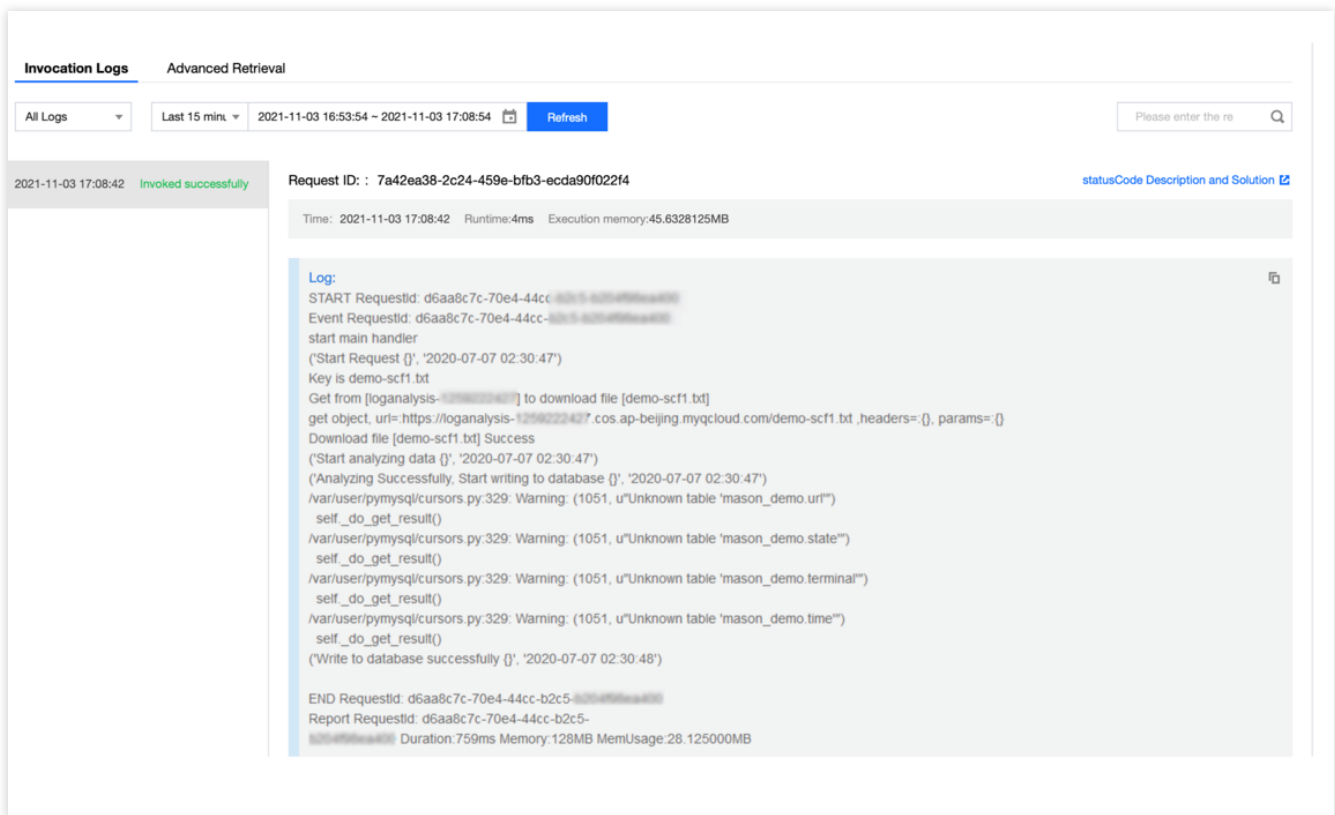 Invocation Logs Advanced Retrieval
All Logs Last 15 minu 2021-11-03 16:53:54 ~ 2021-11-03 17:08:54 Refresh Please enter the re
2021-11-03 17:08:42 Invoked successfully
Request ID: : 7a42ea38-2c24-459e-bfb3-ecda90f022f4 statusCode Description and Solution
Time: 2021-11-03 17:08:42 Runtime:4ms Execution memory:45.6328125MB
Log:
START RequestId: d6aa8c7c-70e4-44cc
Event RequestId: d6aa8c7c-70e4-44cc-
start main handler
('Start Request {}', '2020-07-07 02:30:47')
Key is demo-scf1.txt
Get from [loganalysis- ] to download file [demo-scf1.txt]
get object, url=:https://loganalysis- .cos.ap-beijing.myqcloud.com/demo-scf1.txt ,headers=:{}, params=:{}
Download file [demo-scf1.txt] Success
('Start analyzing data {}', '2020-07-07 02:30:47')
('Analyzing Successfully, Start writing to database {}', '2020-07-07 02:30:47')
/var/user/pymysql/cursors.py:329: Warning: (1051, u"Unknown table 'mason_demo.url'")
self._do_get_result()
/var/user/pymysql/cursors.py:329: Warning: (1051, u"Unknown table 'mason_demo.state'")
self._do_get_result()
/var/user/pymysql/cursors.py:329: Warning: (1051, u"Unknown table 'mason_demo.terminal'")
self._do_get_result()
/var/user/pymysql/cursors.py:329: Warning: (1051, u"Unknown table 'mason_demo.time'")
self._do_get_result()
('Write to database successfully {}', '2020-07-07 02:30:48')
END RequestId: d6aa8c7c-70e4-44cc-b2c5-
Report RequestId: d6aa8c7c-70e4-44cc-b2c5-
Duration:759ms Memory:128MB MemUsage:28.125000MB